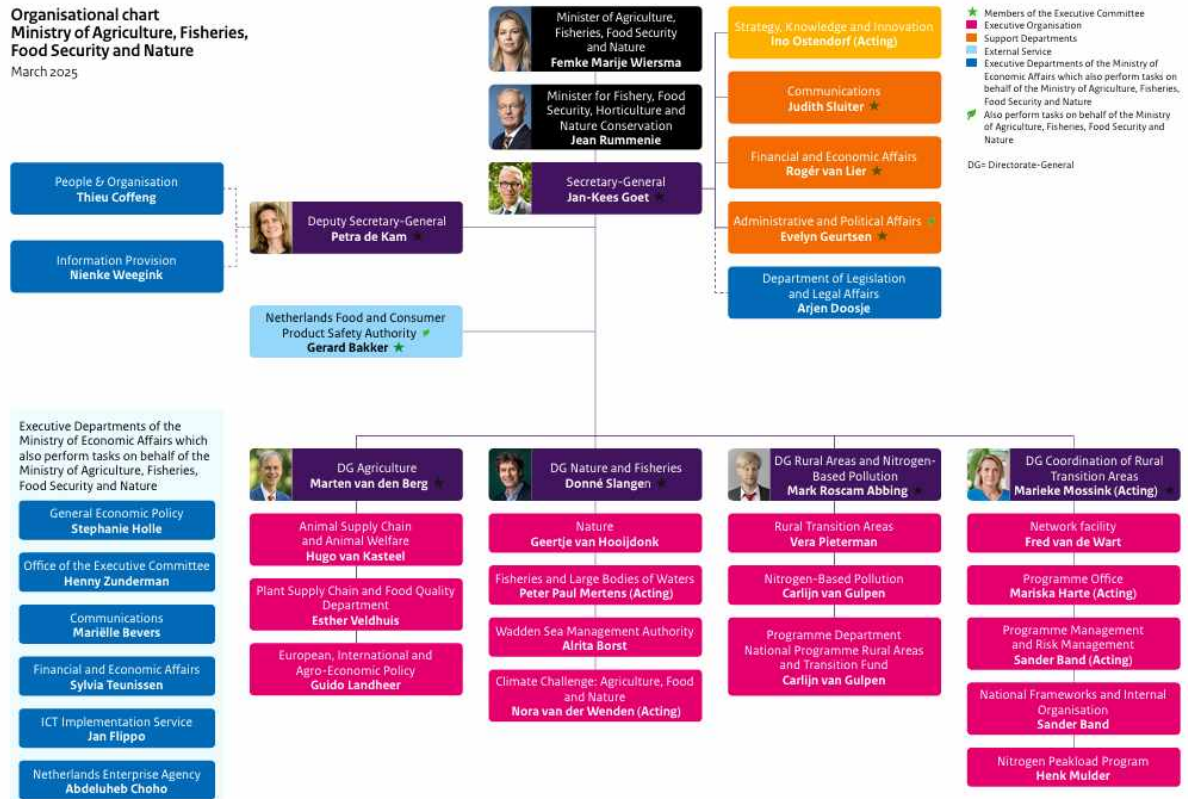 Organisational chart
Ministry of Agriculture, Fisheries,
Food Security and Nature
March 2025
Minister of Agriculture,
Fisheries, Food Security
and Nature
Femke Marije Wiersma
Minister for Fishery, Food
Security, Horticulture and
Nature Conservation
Jean Rummenie
Secretary-General
Jan-Kees Goet
Strategy, Knowledge and Innovation
Ino Ostendorf (Acting)
Communications
Judith Sluiter
Financial and Economic Affairs
Rogér van Lier
Administrative and Political Affairs
Evelyn Geurtsen
Department of Legislation
and Legal Affairs
Arjen Doosje
Members of the Executive Committee
Executive Organisation
Support Departments
External Service
Executive Departments of the Ministry of
Economic Affairs which also perform tasks on
behalf of the Ministry of Agriculture, Fisheries,
Food Security and Nature
Also perform tasks on behalf of the Ministry
of Agriculture, Fisheries, Food Security and
Nature
DG= Directorate-General
People & Organisation
Thieu Coffeng
Information Provision
Nienke Weegink
Deputy Secretary-General
Petra de Kam
Netherlands Food and Consumer
Product Safety Authority
Gerard Bakker
Executive Departments of the
Ministry of Economic Affairs which
also perform tasks on behalf of the
Ministry of Agriculture, Fisheries,
Food Security and Nature
General Economic Policy
Stephanie Holle
Office of the Executive Committee
Henny Zunderman
Communications
Mariëlle Bevers
Financial and Economic Affairs
Sylvia Teunissen
ICT Implementation Service
Jan Flippo
Netherlands Enterprise Agency
Abdeluheb Choho
DG Agriculture
Marten van den Berg
Animal Supply Chain
and Animal Welfare
Hugo van Kasteel
Plant Supply Chain and Food Quality
Department
Esther Veldhuis
European, International and
Agro-Economic Policy
Guido Landheer
DG Nature and Fisheries
Donné Slangen
Nature
Geertje van Hooijdonk
Fisheries and Large Bodies of Waters
Peter Paul Mertens (Acting)
Wadden Sea Management Authority
Alrita Borst
Climate Challenge: Agriculture, Food
and Nature
Nora van der Wenden (Acting)
DG Rural Areas and Nitrogen-
Based Pollution
Mark Roscam Abbing
Rural Transition Areas
Vera Pieterman
Nitrogen-Based Pollution
Carlijn van Gulpen
Programme Department
National Programme Rural Areas
and Transition Fund
Carlijn van Gulpen
DG Coordination of Rural
Transition Areas
Marieke Mossink (Acting)
Network facility
Fred van de Wart
Programme Office
Mariska Harte (Acting)
Programme Management
and Risk Management
Sander Band (Acting)
National Frameworks and Internal
Organisation
Sander Band
Nitrogen Peakload Program
Henk Mulder